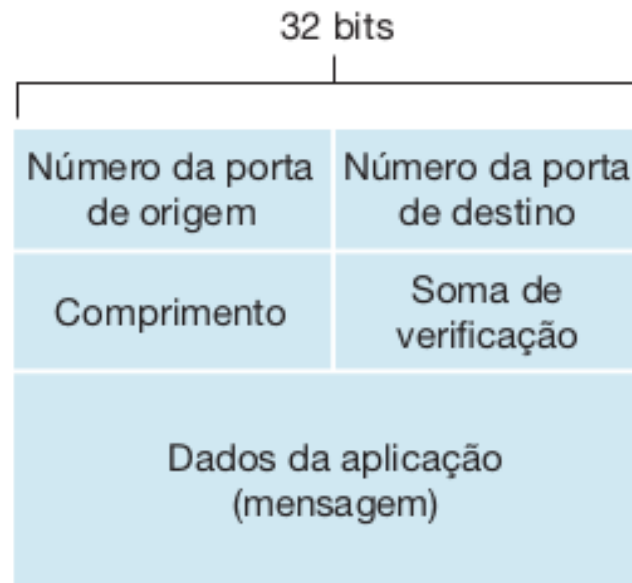 32 bits
Número da porta
de origem
Número da porta
de destino
Comprimento
Soma de
verificação
Dados da aplicação
(mensagem)